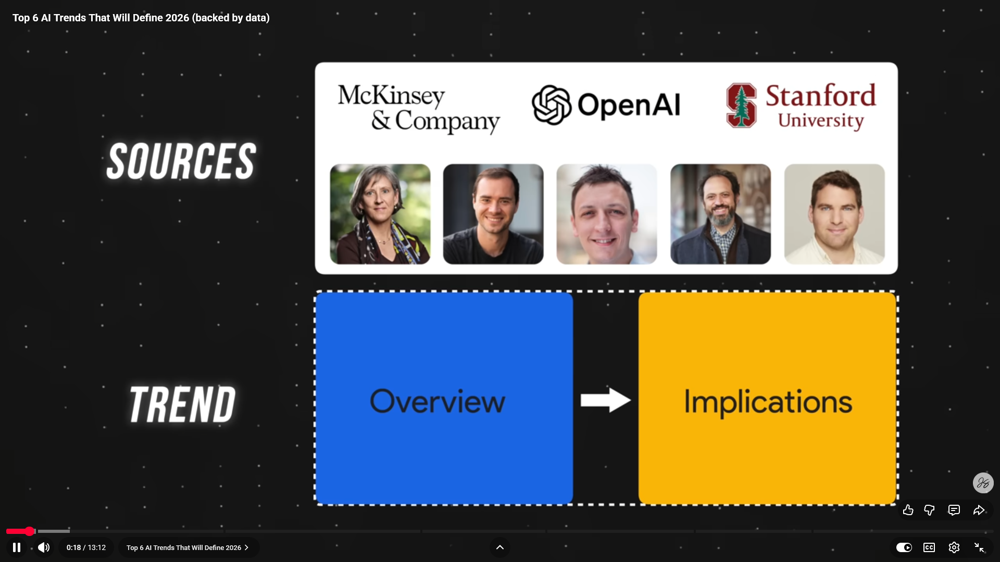 Top 6 AI Trends That Will Define 2026 (backed by data)
SOURCES
McKinsey
& Company
OpenAI
Stanford
University
TREND
Overview
Implications
0:18 / 13:12
Top 6 AI Trends That Will Define 2026
CC